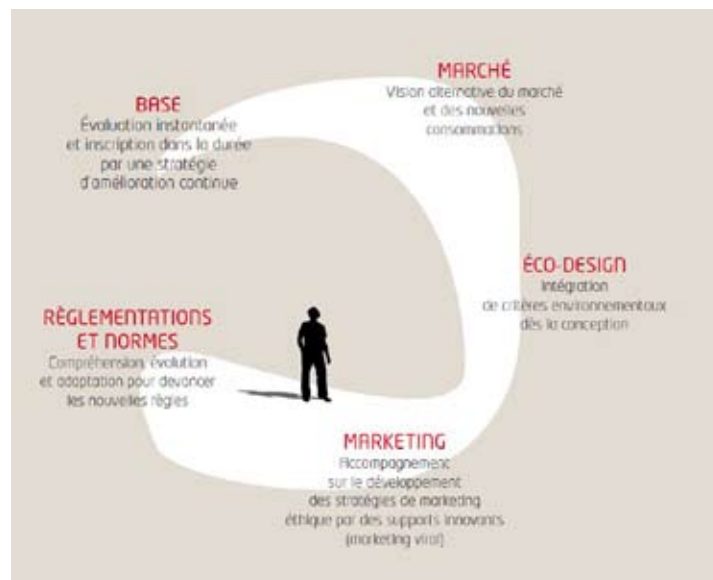 BASE
Évaluation instantanée
et inscription dans la durée
par une stratégie
d'amélioration continue
MARCHÉ
Vision alternative du marché
et des nouvelles
consommations
ÉCO-DESIGN
Intégration
de critères environnementaux
dès la conception
MARKETING
Accompagnement
sur le développement
des stratégies de marketing
éthique par des supports innovants
(marketing viral)
RÈGLEMENTATIONS
ET NORMES
Compréhension, évolution
et adaptation pour devancer
les nouvelles règles